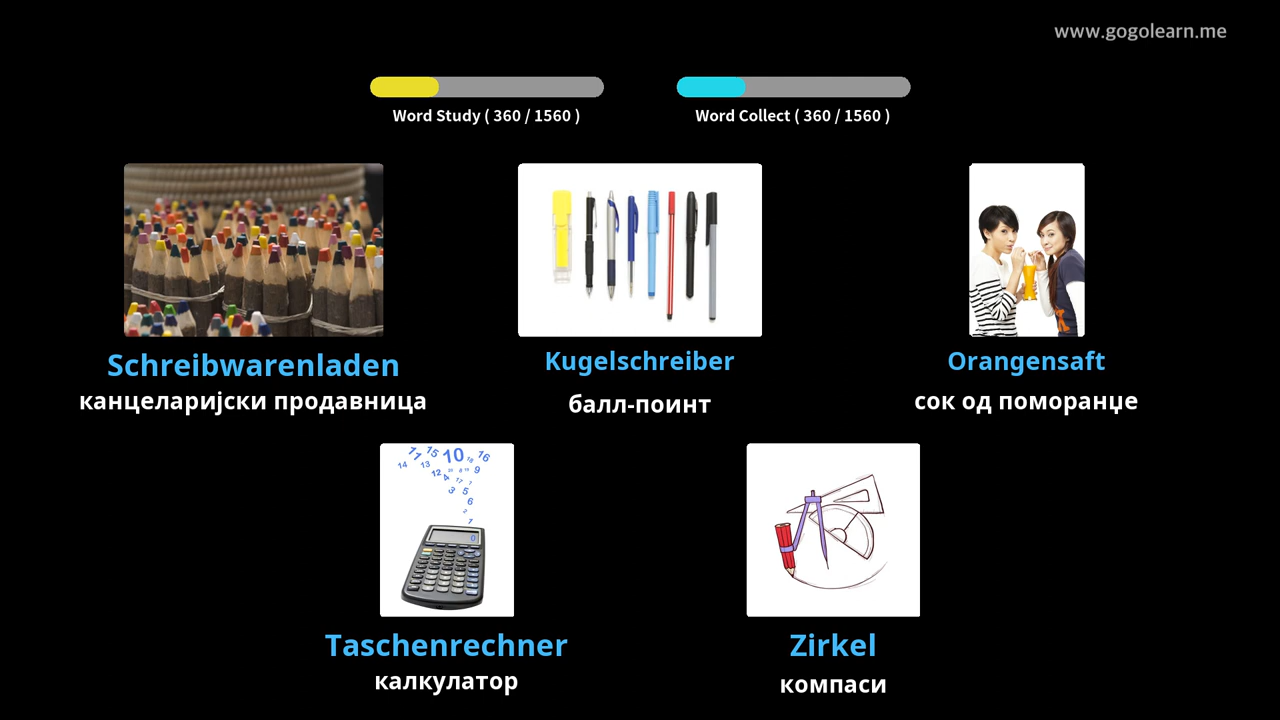 www.gogolearn.me
Word Study ( 360 / 1560 )
Word Collect ( 360 / 1560 )
Schreibwarenladen
канцеларијски продавница
Kugelschreiber
балл-поинт
Orangensaft
сок од поморанџе
Taschenrechner
калкулатор
Zirkel
компаси